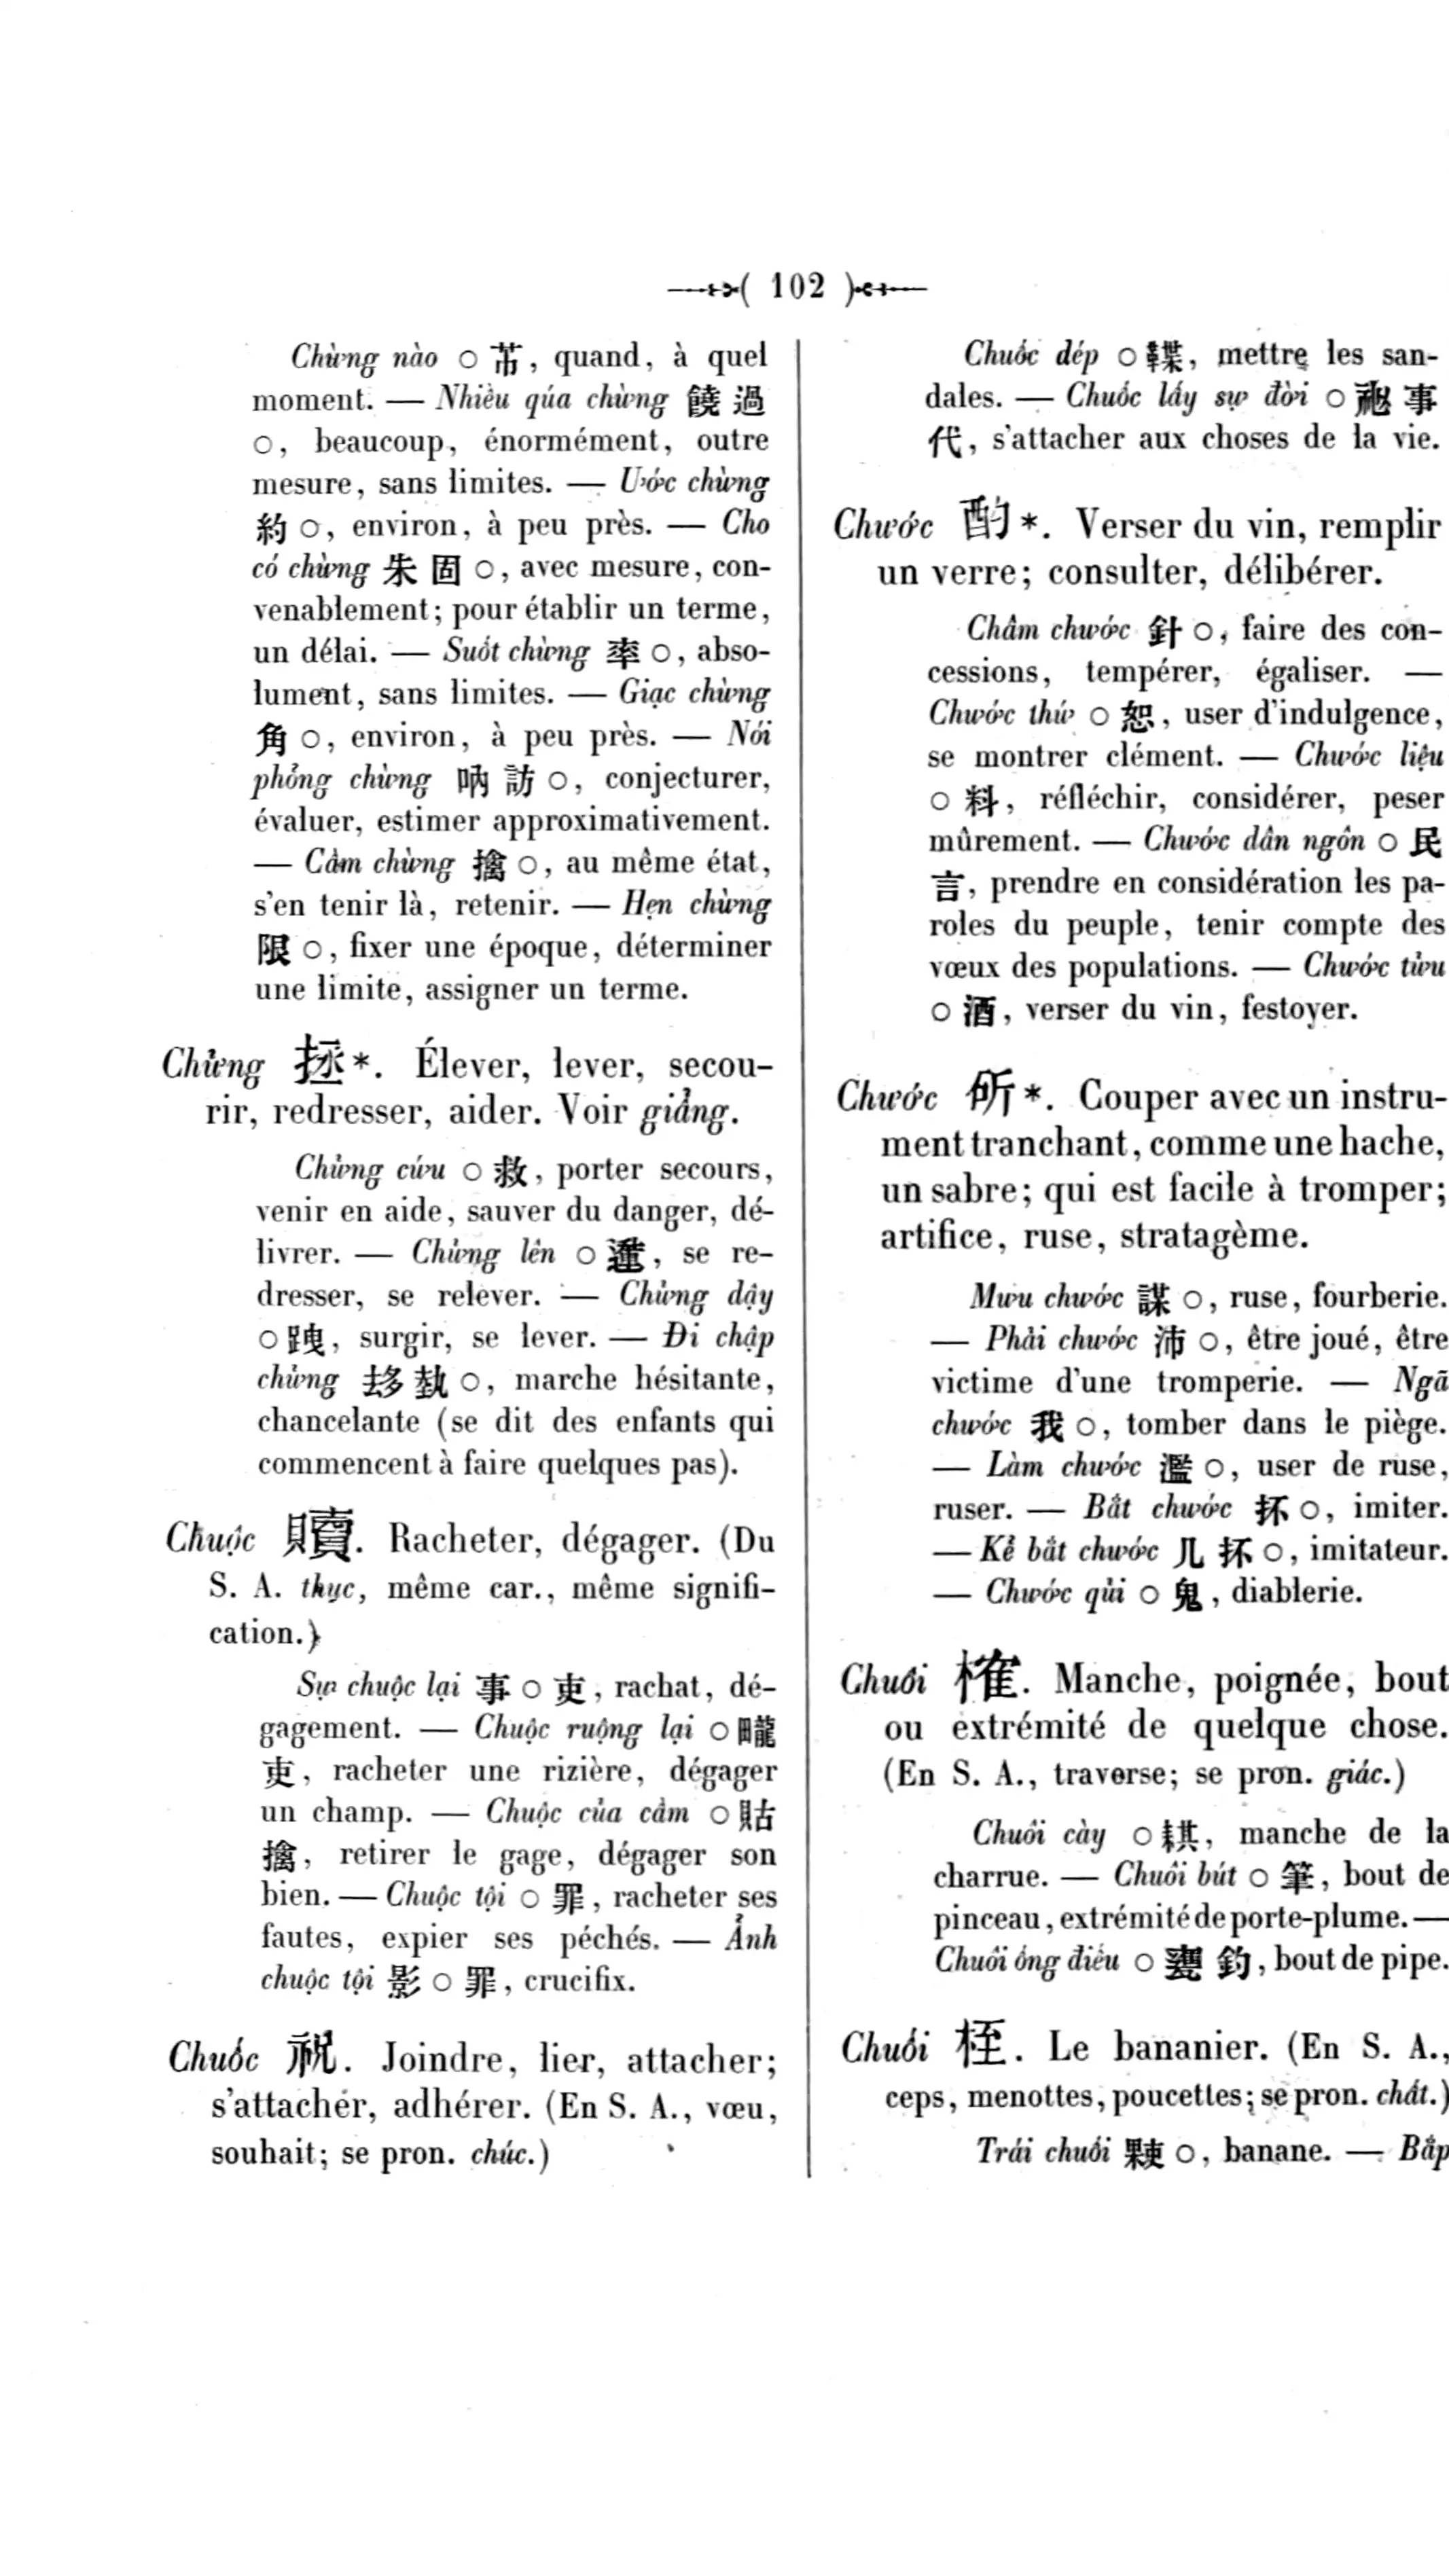 ( 102 )
Chừng nào ○ 芾, quand, à quel
moment. — Nhiều qúa chừng 饒 過
○, beaucoup, énormément, outre
mesure, sans limites. — Ước chừng
約 ○, environ, à peu près. — Cho
có chừng 朱 固 ○, avec mesure, con-
venablement; pour établir un terme,
un délai. — Suốt chừng 率 ○, abso-
lument, sans limites. — Giạc chừng
角 ○, environ, à peu près. — Nói
phỏng chừng 吶 訪 ○, conjecturer,
évaluer, estimer approximativement.
— Cầm chừng 擒 ○, au même état,
s'en tenir là, retenir. — Hẹn chừng
限 ○, fixer une époque, déterminer
une limite, assigner un terme.
Chửng 拯*. Élever, lever, secou-
rir, redresser, aider. Voir giảng.
Chửng cứu ○ 救, porter secours,
venir en aide, sauver du danger, dé-
livrer. — Chửng lên ○, se re-
dresser, se relever. — Chửng dậy
○, surgir, se lever. — Đi chập
chửng ○, marche hésitante,
chancelante (se dit des enfants qui
commencent à faire quelques pas).
Chuộc 贖. Racheter, dégager. (Du
S. A. thục, même car., même signifi-
cation.)
Sự chuộc lại 事 ○ 吏, rachat, dé-
gagement. — Chuộc ruộng lại ○
吏, racheter une rizière, dégager
un champ. — Chuộc của cầm ○
擒, retirer le gage, dégager son
bien. — Chuộc tội ○ 罪, racheter ses
fautes, expier ses péchés. — Ảnh
chuộc tội 影 ○ 罪, crucifix.
Chuốc 祝. Joindre, lier, attacher;
s'attacher, adhérer. (En S. A., vœu,
souhait; se pron. chúc.)
Chuốc dép ○, mettre les san-
dales. — Chuốc lấy sự đời ○ 事
代, s'attacher aux choses de la vie.
Chước 酌*. Verser du vin, remplir
un verre; consulter, délibérer.
Châm chước 針 ○, faire des con-
cessions, tempérer, égaliser. —
Chước thứ ○ 恕, user d'indulgence,
se montrer clément. — Chước liệu
○ 料, réfléchir, considérer, peser
mûrement. — Chước dân ngôn ○ 民
言, prendre en considération les pa-
roles du peuple, tenir compte des
vœux des populations. — Chước tửu
○ 酒, verser du vin, festoyer.
Chước *. Couper avec un instru-
ment tranchant, comme une hache,
un sabre; qui est facile à tromper;
artifice, ruse, stratagème.
Mưu chước 謀 ○, ruse, fourberie.
— Phải chước 沛 ○, être joué, être
victime d'une tromperie. — Ngã
chước 我 ○, tomber dans le piège.
— Làm chước 濫 ○, user de ruse,
ruser. — Bắt chước 抔 ○, imiter.
— Kẻ bắt chước 几 抔 ○, imitateur.
— Chước qủi ○ 鬼, diablerie.
Chuôi 榷. Manche, poignée, bout
ou extrémité de quelque chose.
(En S. A., traverse; se pron. giác.)
Chuôi cày ○, manche de la
charrue. — Chuôi bút ○ 筆, bout de
pinceau, extrémité de porte-plume. —
Chuôi ống điếu ○ 甕 釣, bout de pipe.
Chuối 桎. Le bananier. (En S. A.,
ceps, menottes, poucettes; se pron. chất.)
Trái chuối ○, banane. — Bắp